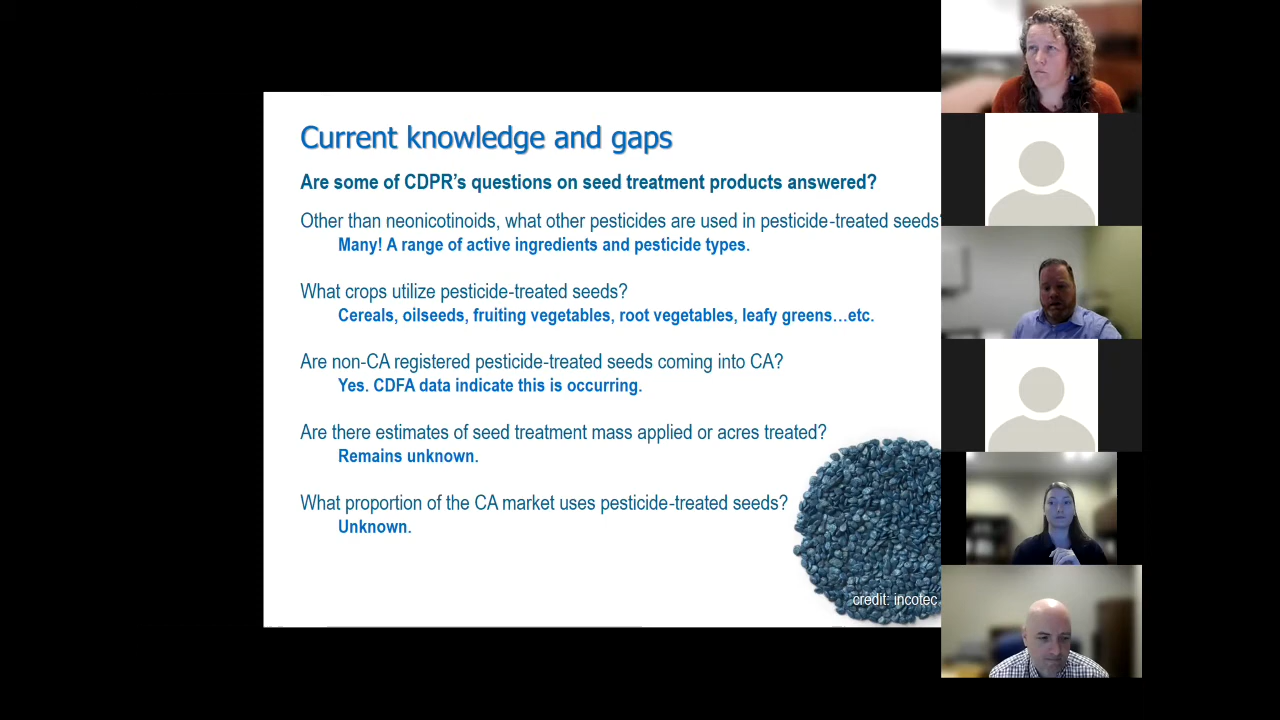 Current knowledge and gaps
Are some of CDPR's questions on seed treatment products answered?
Other than neonicotinoids, what other pesticides are used in pesticide-treated seeds?
Many! A range of active ingredients and pesticide types.
What crops utilize pesticide-treated seeds?
Cereals, oilseeds, fruiting vegetables, root vegetables, leafy greens…etc.
Are non-CA registered pesticide-treated seeds coming into CA?
Yes. CDFA data indicate this is occurring.
Are there estimates of seed treatment mass applied or acres treated?
Remains unknown.
What proportion of the CA market uses pesticide-treated seeds?
Unknown.
credit: incotec